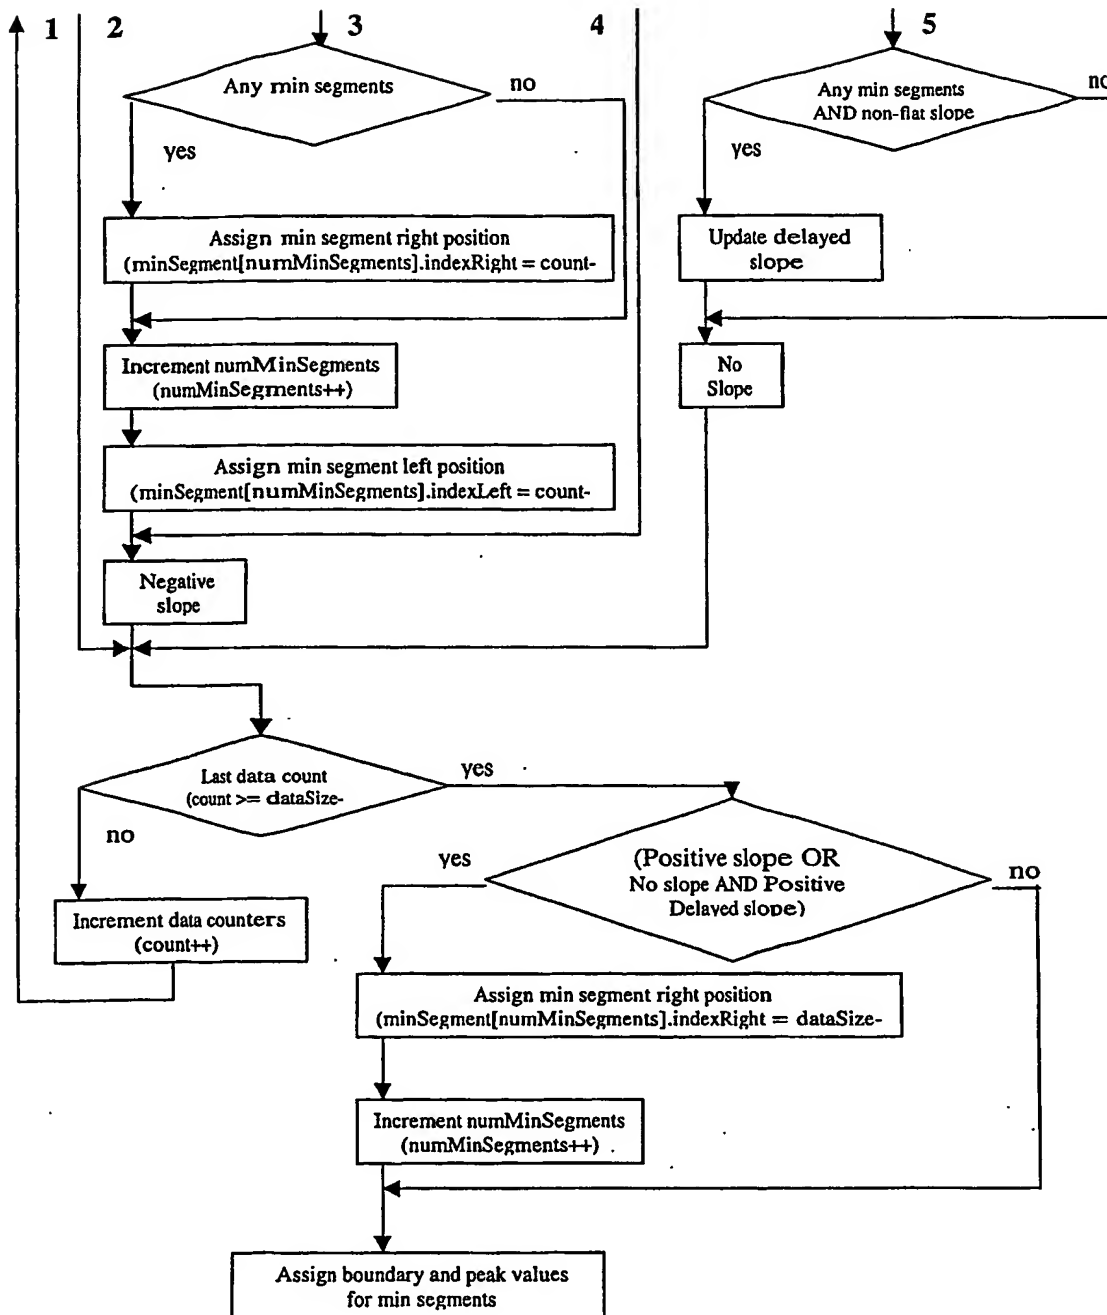 1 2 3 4 5
Any min segments
no
yes
Any min segments
AND non-flat slope
no
yes
Assign min segment right position
(minSegment[numMinSegments].indexRight = count-
Update delayed
slope
Increment numMinSegments
(numMinSegments++)
No
Slope
Assign min segment left position
(minSegment[numMinSegments].indexLeft = count-
Negative
slope
Last data count
(count >= dataSize-
yes
no
(Positive slope OR
No slope AND Positive
Delayed slope)
yes
no
Increment data counters
(count++)
Assign min segment right position
(minSegment[numMinSegments].indexRight = dataSize-
Increment numMinSegments
(numMinSegments++)
Assign boundary and peak values
for min segments